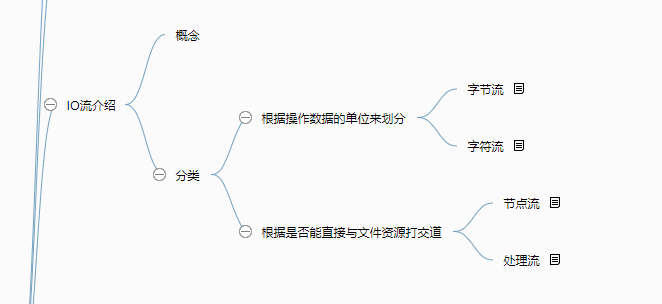 概念
IO流介绍
分类
根据操作数据的单位来划分
字节流
字符流
根据是否能直接与文件资源打交道
节点流
处理流